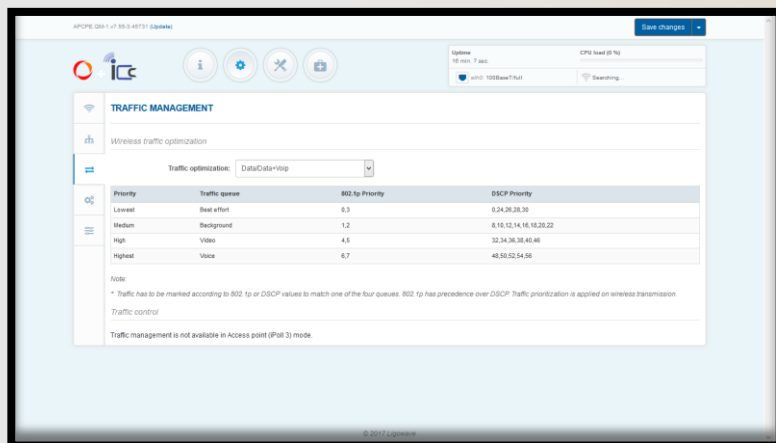 APCPE.QM-1.v7.55-3.46731 (Update)
Save changes
icc
Uptime
16 min. 7 sec.
CPU load (0 %)
eth0: 100BaseT/full
Searching...
TRAFFIC MANAGEMENT
Wireless traffic optimization
Traffic optimization: Data/Data+Voip
Priority Traffic queue 802.1p Priority DSCP Priority
Lowest Best effort 0,3 0,24,26,28,30
Medium Background 1,2 8,10,12,14,16,18,20,22
High Video 4,5 32,34,36,38,40,46
Highest Voice 6,7 48,50,52,54,56
Note:
* Traffic has to be marked according to 802.1p or DSCP values to match one of the four queues. 802.1p has precedence over DSCP. Traffic prioritization is applied on wireless transmission.
Traffic control
Traffic management is not available in Access point (iPoll 3) mode.
© 2017 Ligowave